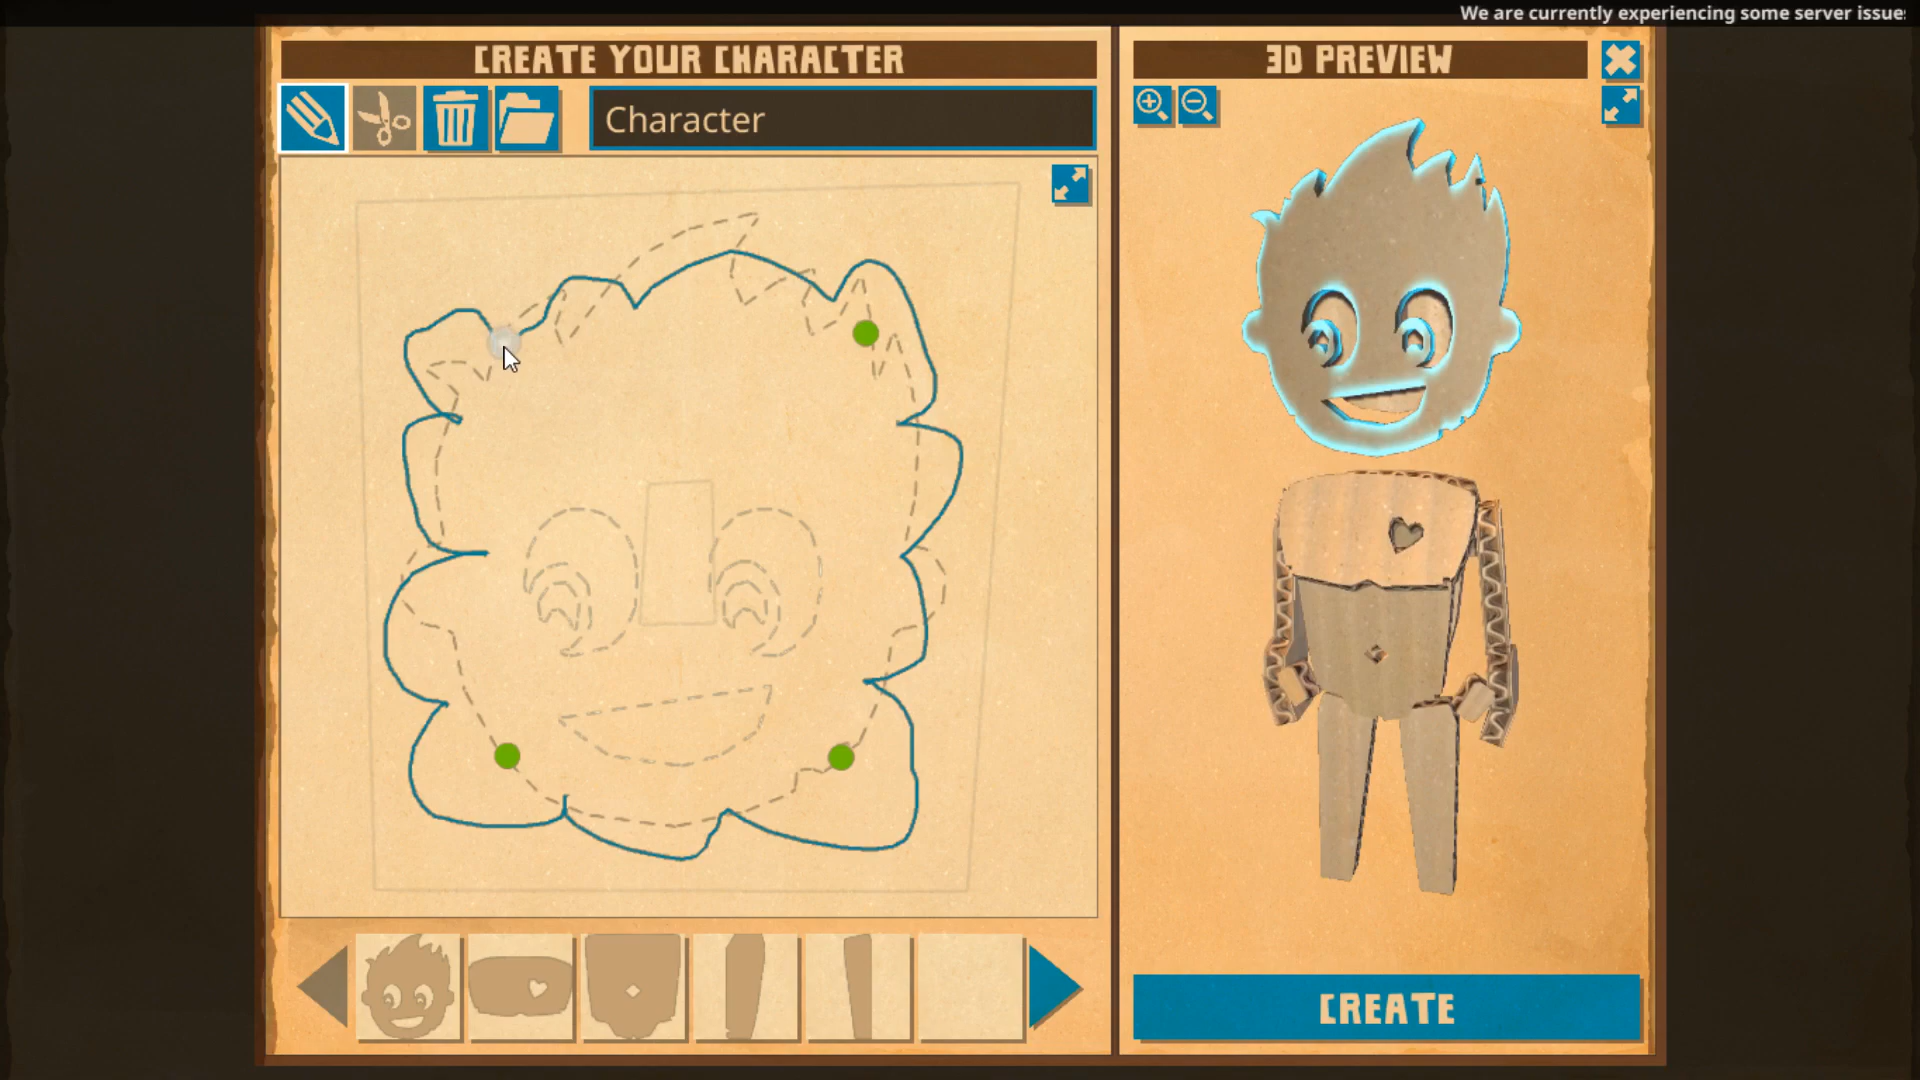 We are currently experiencing some server issue
CREATE YOUR CHARACTER
3D PREVIEW
Character
CREATE